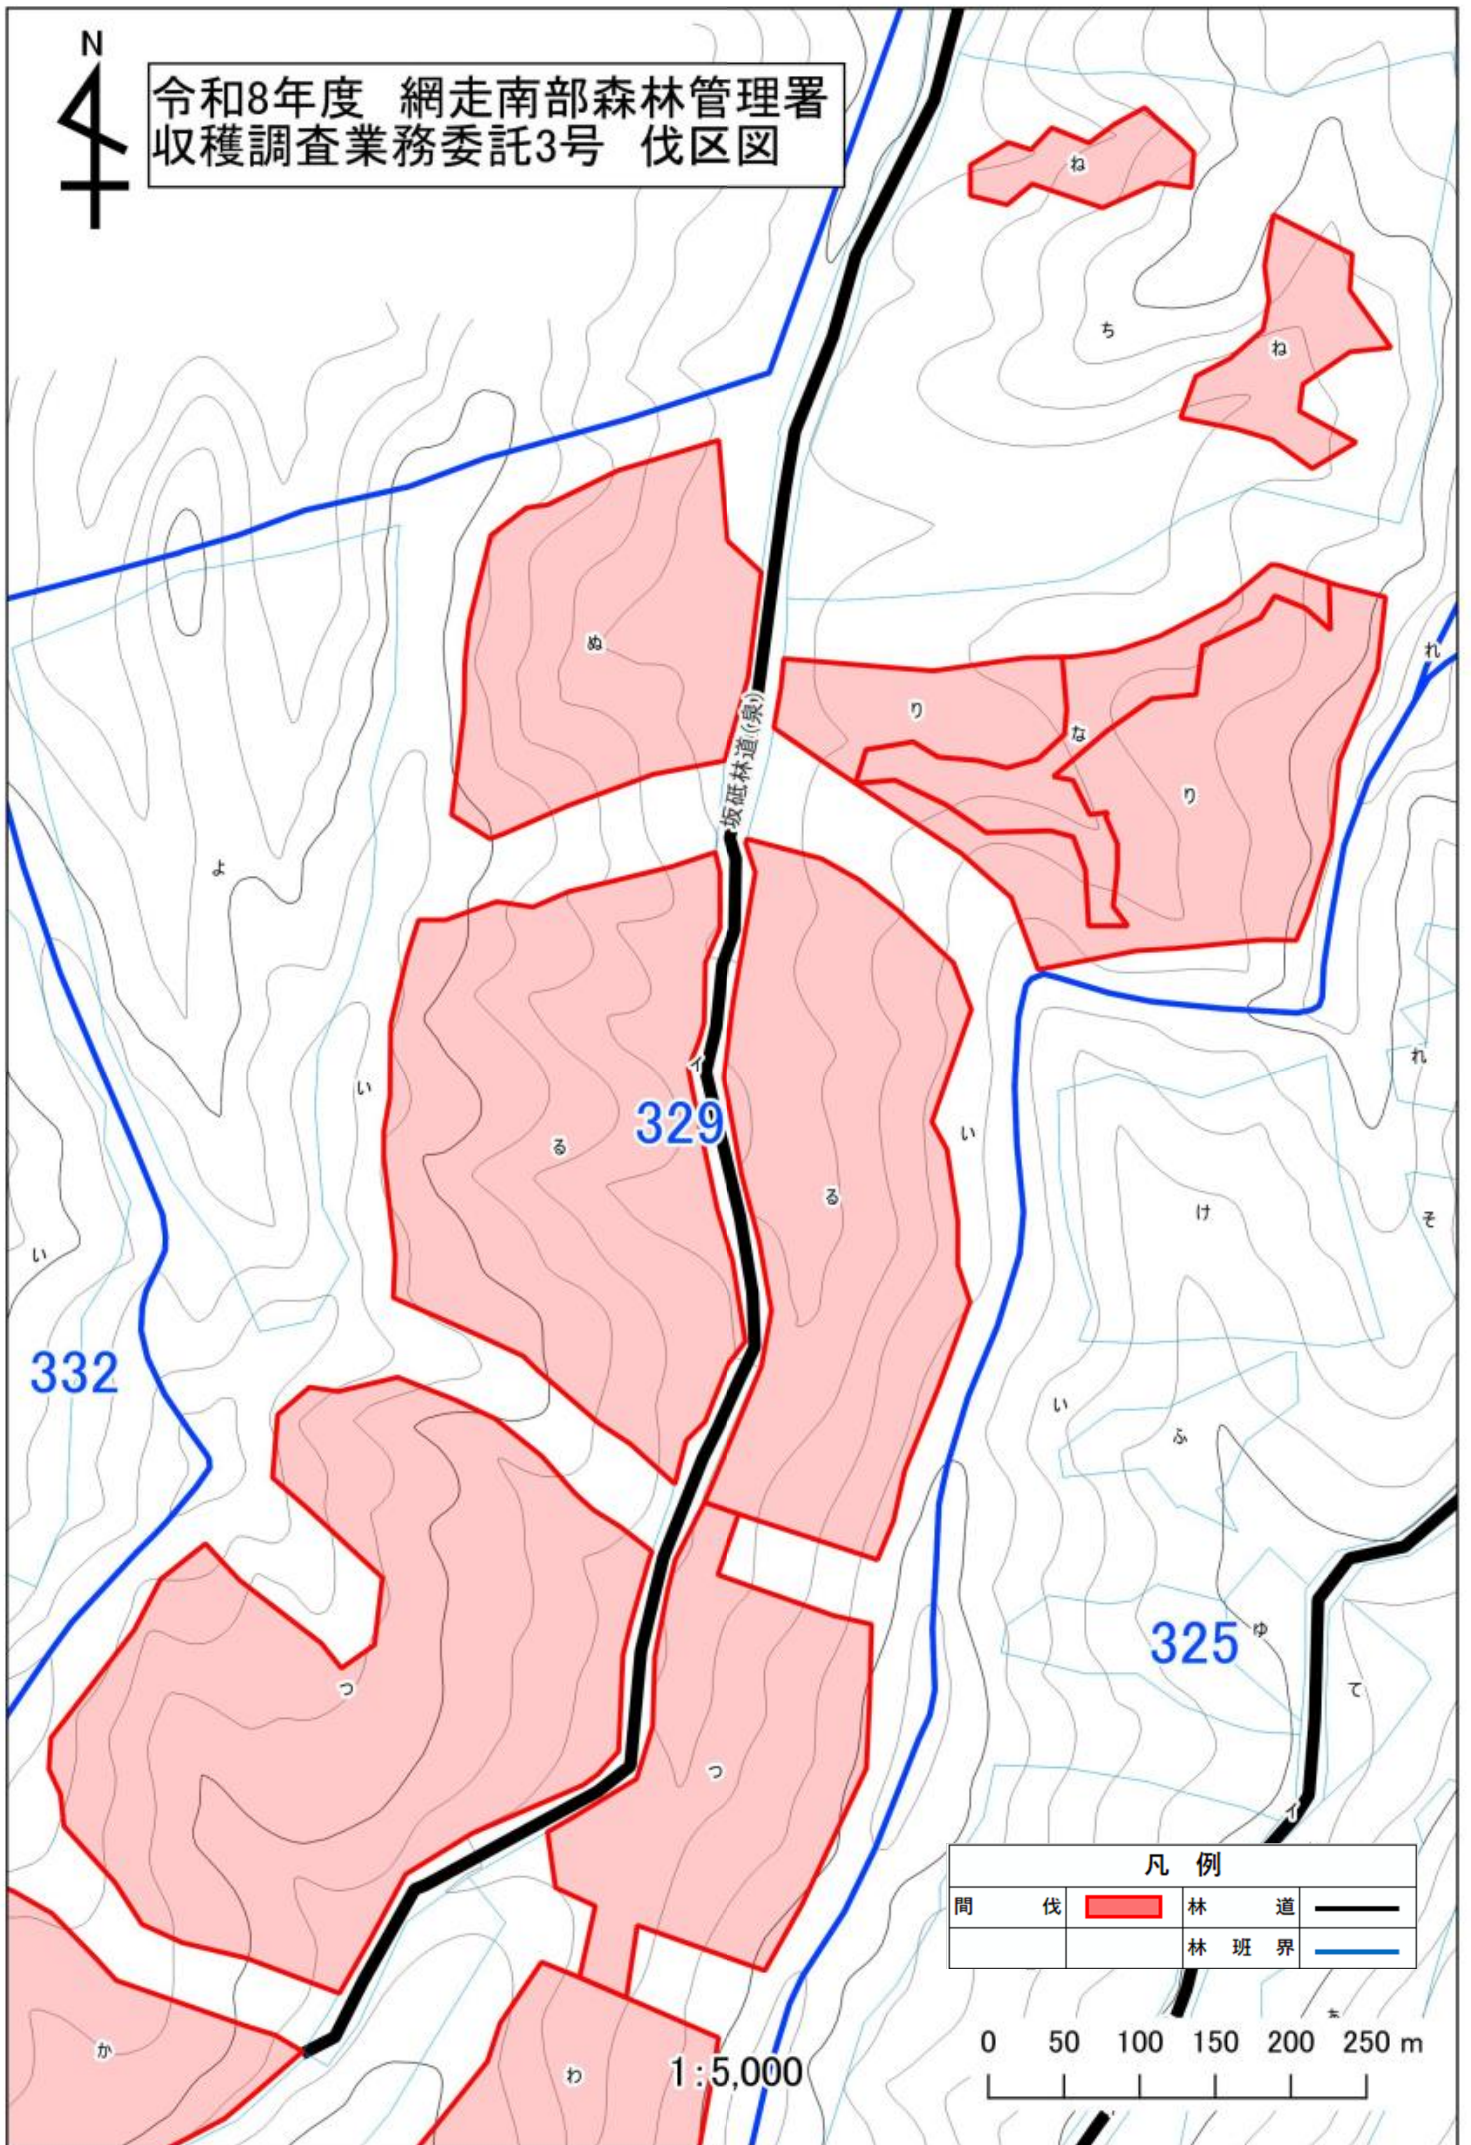 N
令和8年度 網走南部森林管理署
収穫調査業務委託3号 伐区図
ね
ち
ね
ぬ
れ
り
な
坂砥林道(泉)
り
よ
れ
イ
い
329
い
る
る
け
そ
い
332
い
ふ
325
ゆ
つ
て
つ
イ
凡 例
間 伐
林 道
林 班 界
か
わ
1:5,000
0 50 100 150 200 250 m